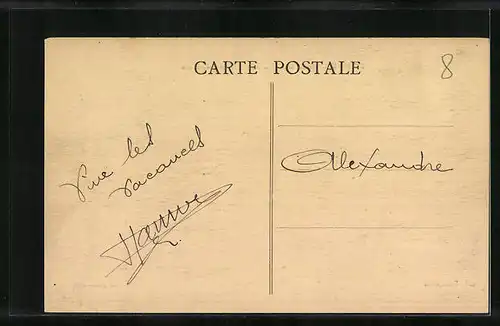 CARTE POSTALE
8
Vive les
vacances
Alexandre